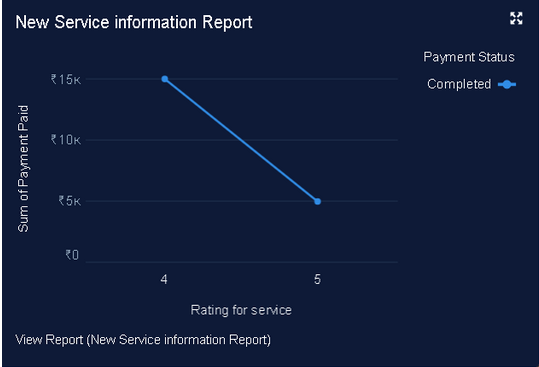 New Service information Report
Payment Status
Completed
Sum of Payment Paid
₹15K
₹10K
₹5K
₹0
4
5
Rating for service
View Report (New Service information Report)